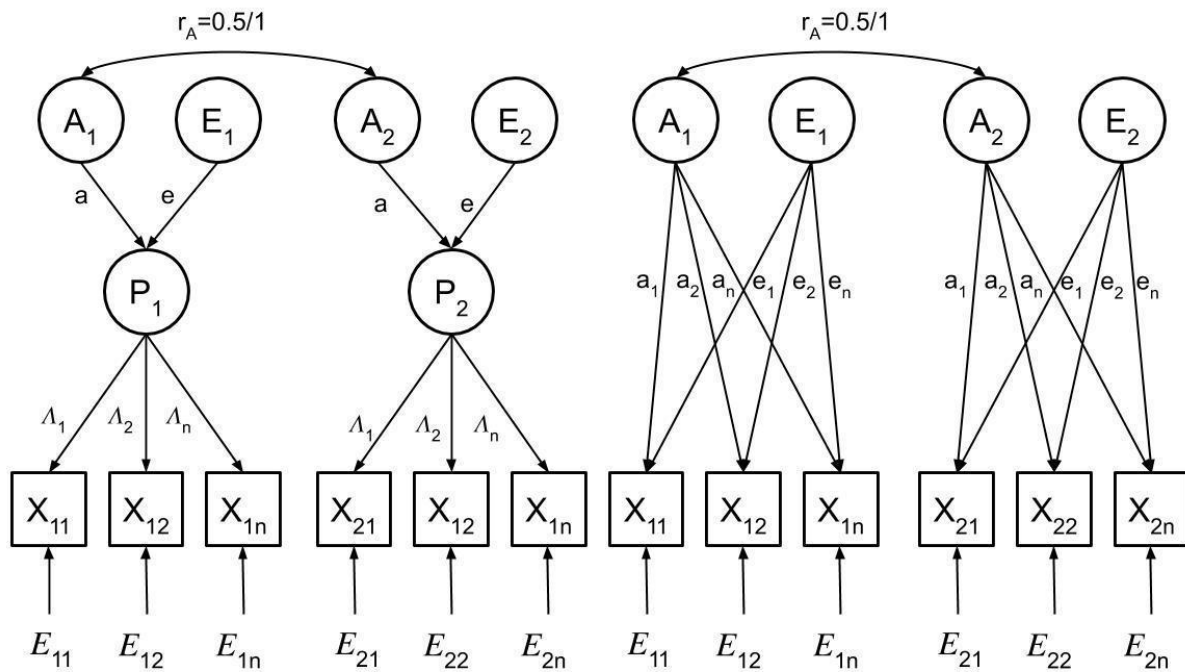 r_A=0.5/1 r_A=0.5/1
A_1 E_1 A_2 E_2 A_1 E_1 A_2 E_2
a e a e
P_1 P_2 a_1 a_2 a_n e_1 e_2 e_n a_1 a_2 a_n e_1 e_2 e_n
Λ_1 Λ_2 Λ_n Λ_1 Λ_2 Λ_n
X_11 X_12 X_1n X_21 X_12 X_1n X_11 X_12 X_1n X_21 X_22 X_2n
E_11 E_12 E_1n E_21 E_22 E_2n E_11 E_12 E_1n E_21 E_22 E_2n